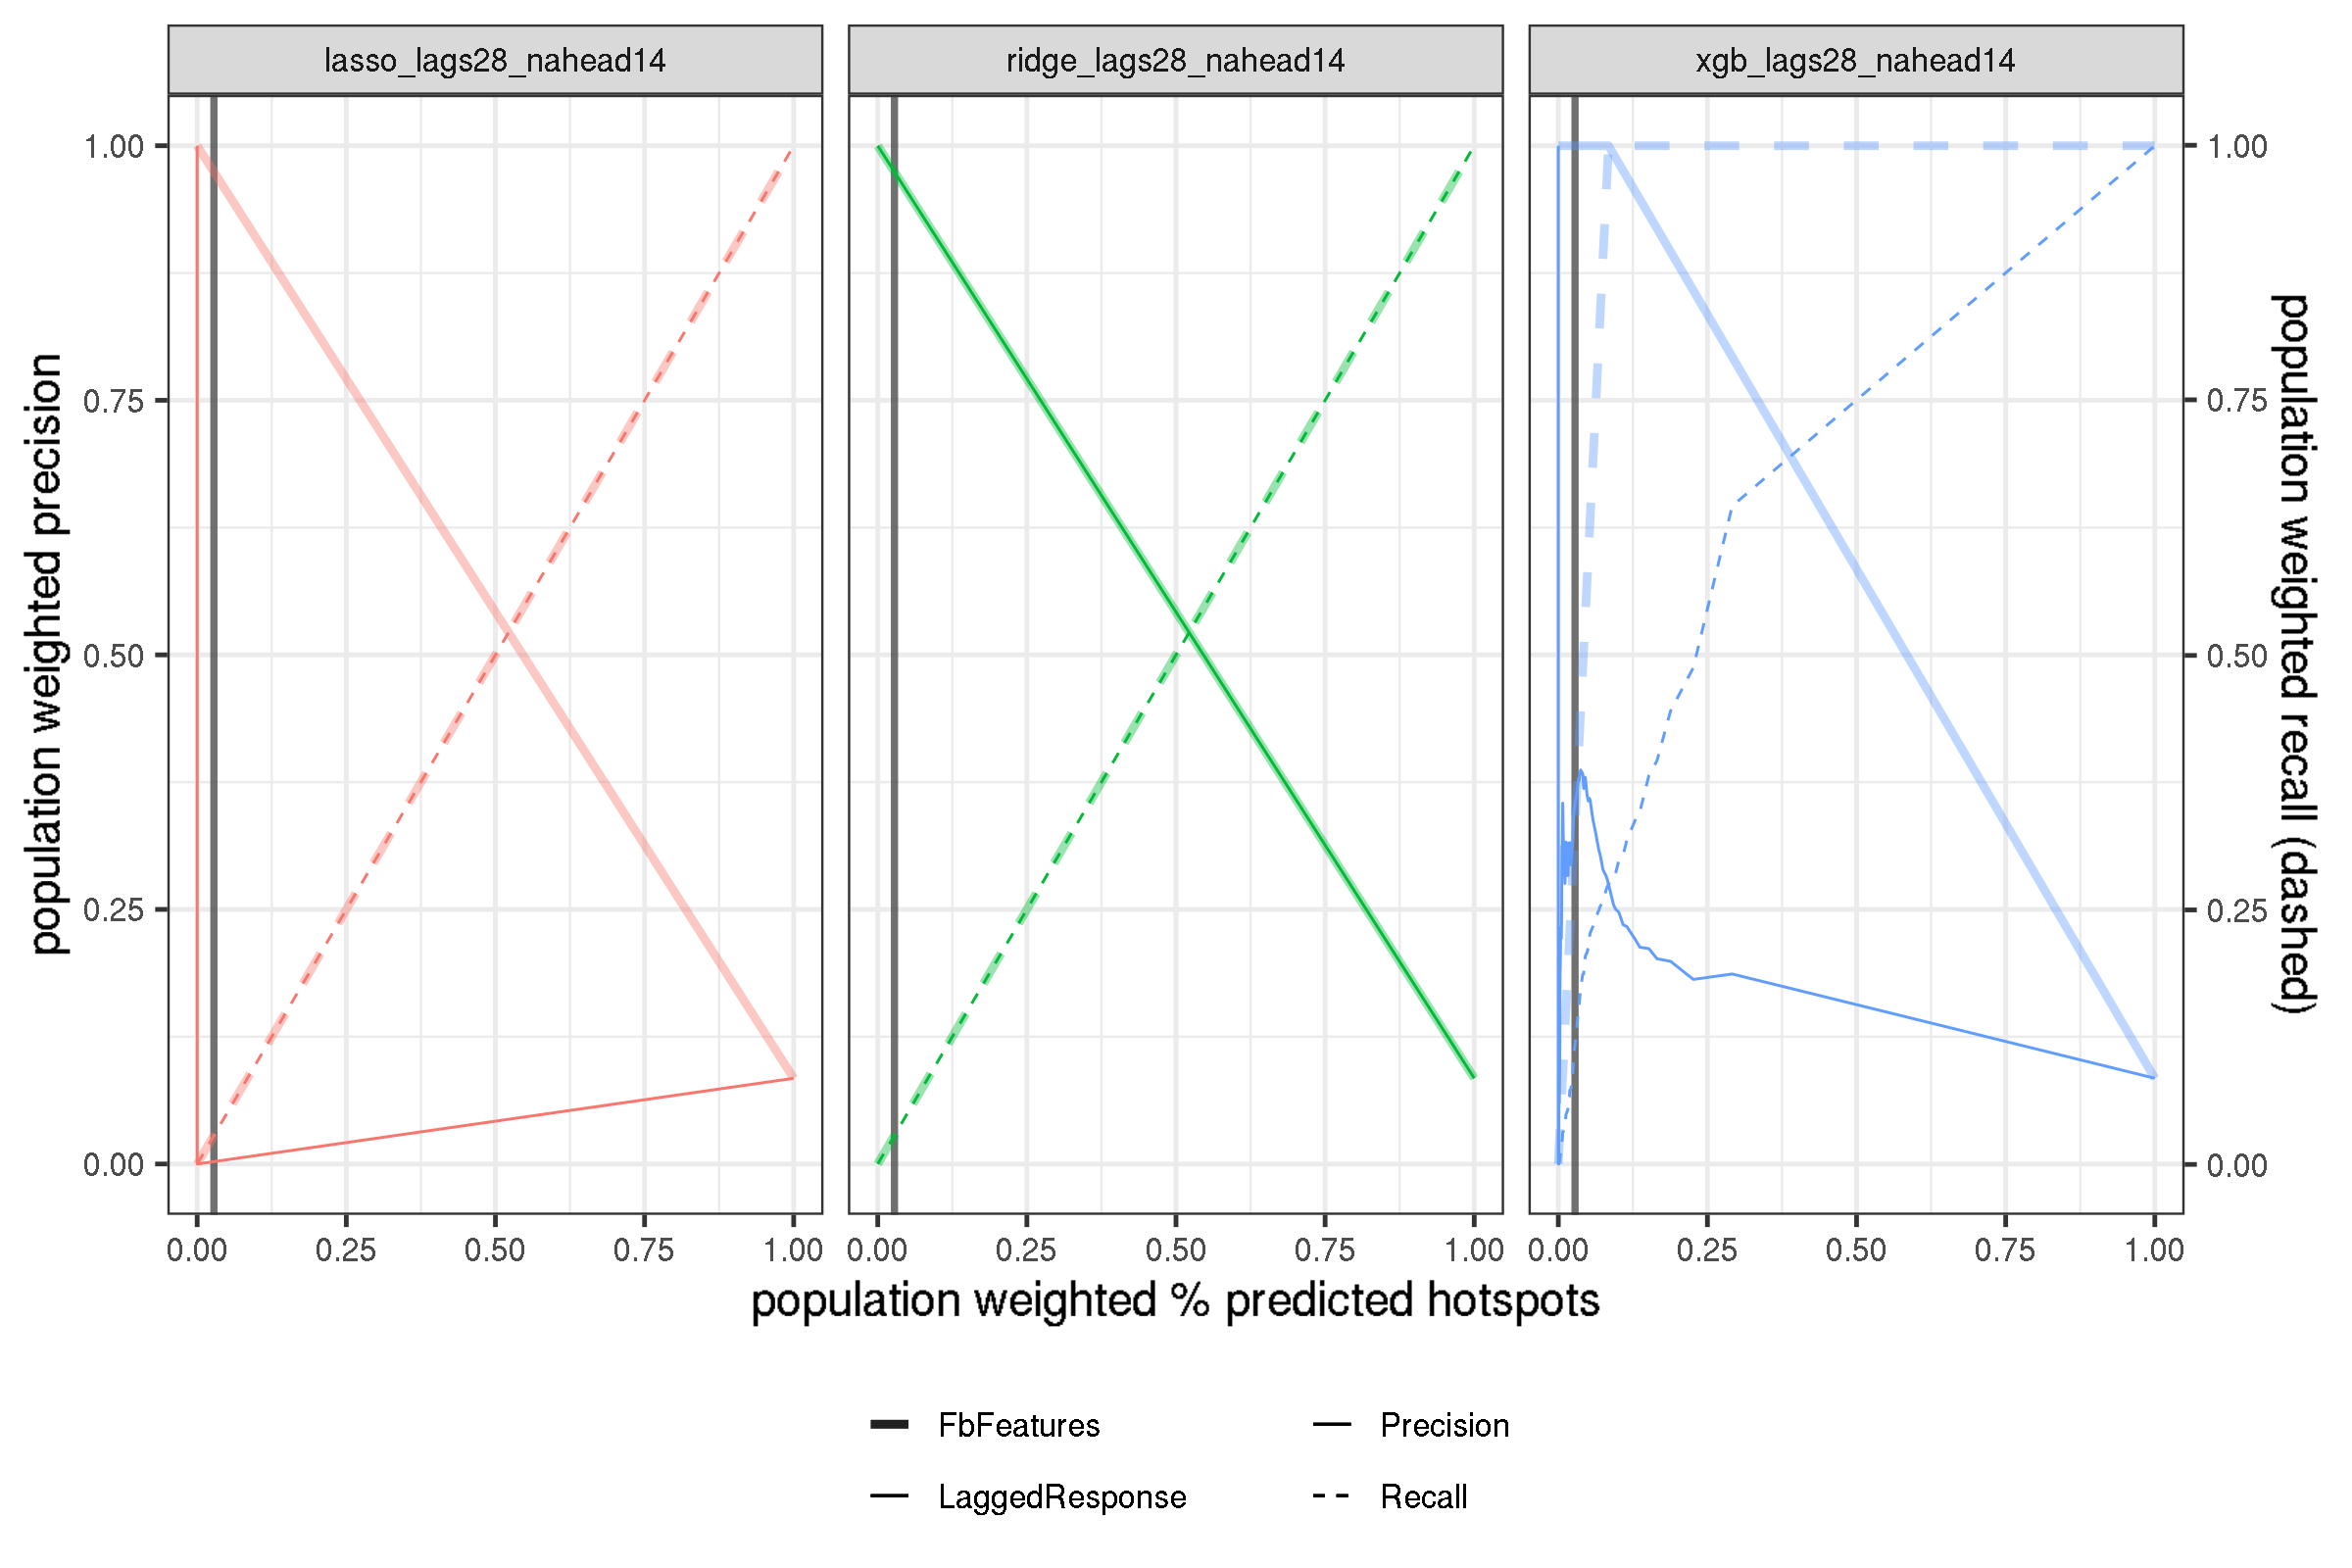 lasso_lags28_nahead14
ridge_lags28_nahead14
xgb_lags28_nahead14
population weighted precision
1.00
0.75
0.50
0.25
0.00
1.00
0.75
0.50
0.25
0.00
population weighted recall (dashed)
0.00 0.25 0.50 0.75 1.00
0.00 0.25 0.50 0.75 1.00
0.00 0.25 0.50 0.75 1.00
population weighted % predicted hotspots
FbFeatures
LaggedResponse
Precision
Recall